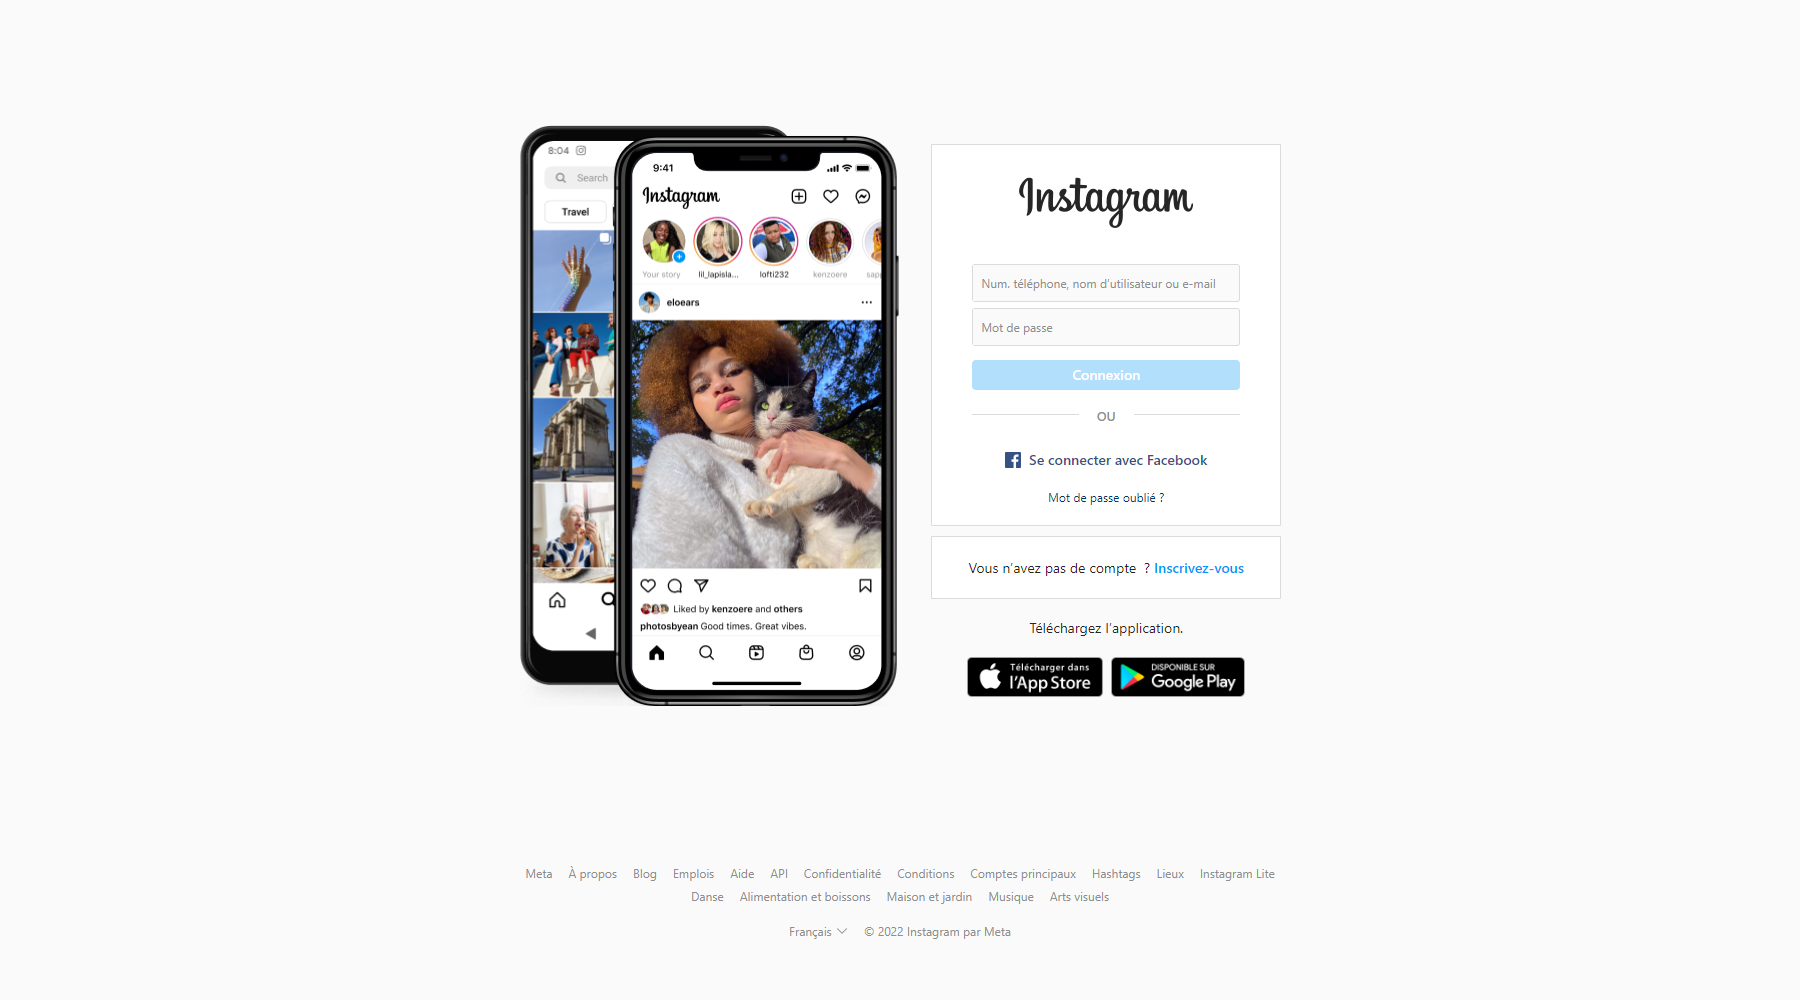 8:04
Search
Travel
9:41
Instagram
Your story
lil_lapisla...
lofti232
kenzoere
sapp
eloears
Liked by kenzoere and others
photosbyean Good times. Great vibes.
Instagram
Num. téléphone, nom d’utilisateur ou e-mail
Mot de passe
Connexion
OU
Se connecter avec Facebook
Mot de passe oublié ?
Vous n’avez pas de compte ? Inscrivez-vous
Téléchargez l’application.
Télécharger dans
l’App Store
DISPONIBLE SUR
Google Play
Meta À propos Blog Emplois Aide API Confidentialité Conditions Comptes principaux Hashtags Lieux Instagram Lite
Danse Alimentation et boissons Maison et jardin Musique Arts visuels
Français © 2022 Instagram par Meta